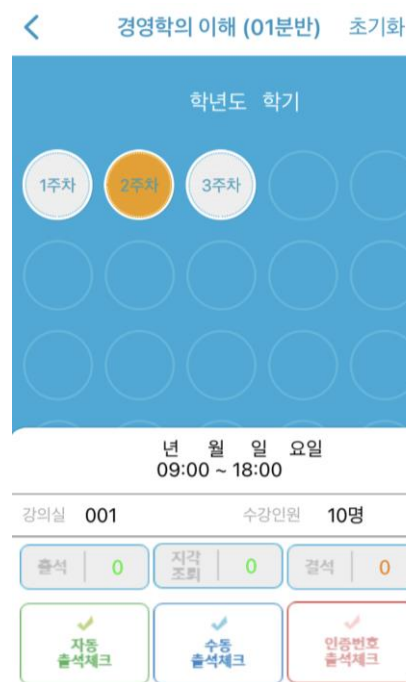 경영학의 이해 (01분반) 초기화
학년도 학기
1주차 2주차 3주차
년 월 일 요일
09:00 ~ 18:00
강의실 001 수강인원 10명
출석 0 지각 조퇴 0 결석 0
자동 출석체크
수동 출석체크
인증번호 출석체크